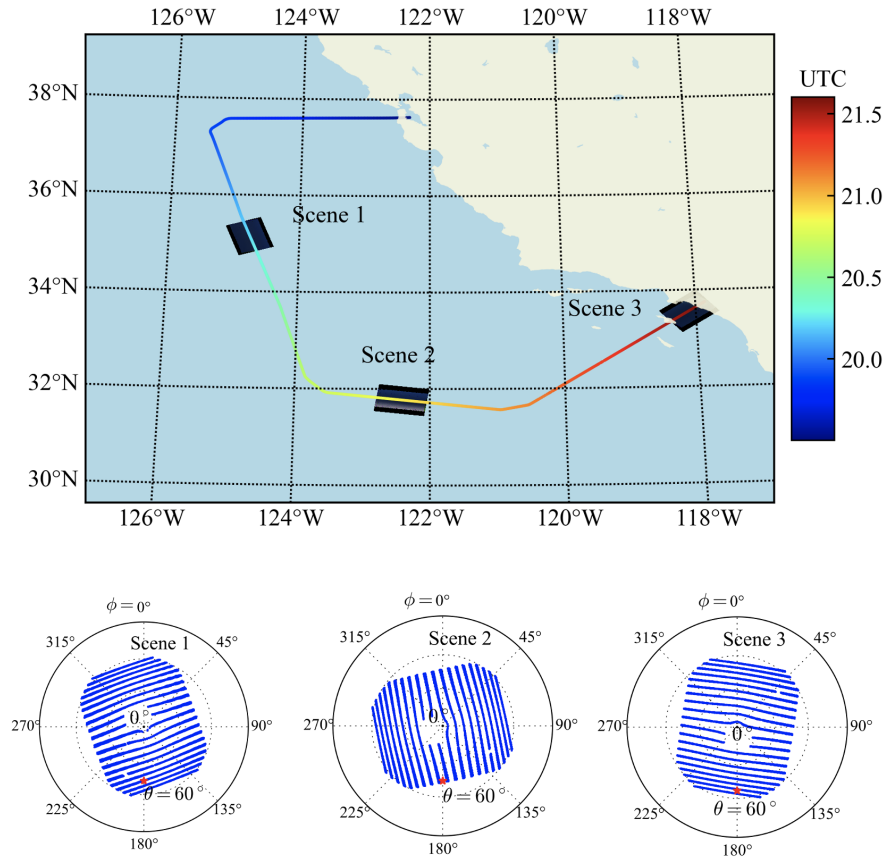 126°W 124°W 122°W 120°W 118°W
UTC
38°N
21.5
36°N
Scene 1
21.0
34°N
Scene 3
20.5
Scene 2
32°N
20.0
30°N
126°W 124°W 122°W 120°W 118°W
ϕ = 0° ϕ = 0° ϕ = 0°
315° Scene 1 45° 315° Scene 2 45° 315° Scene 3 45°
270° 0° 90° 270° 0° 90° 270° 0° 90°
θ = 60° θ = 60° θ = 60°
225° 135° 225° 135° 225° 135°
180° 180° 180°